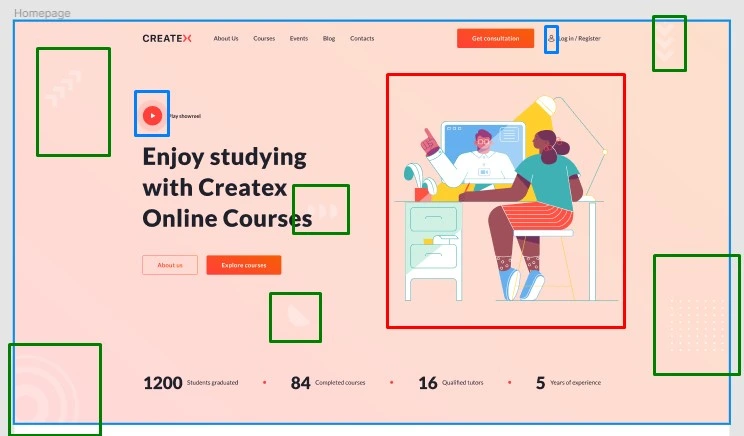 Homepage
CREATEX About Us Courses Events Blog Contacts Get consultation Log in / Register
Play showreel
Enjoy studying
with Createx
Online Courses
About us Explore courses
1200 Students graduated 84 Completed courses 16 Qualified tutors 5 Years of experience